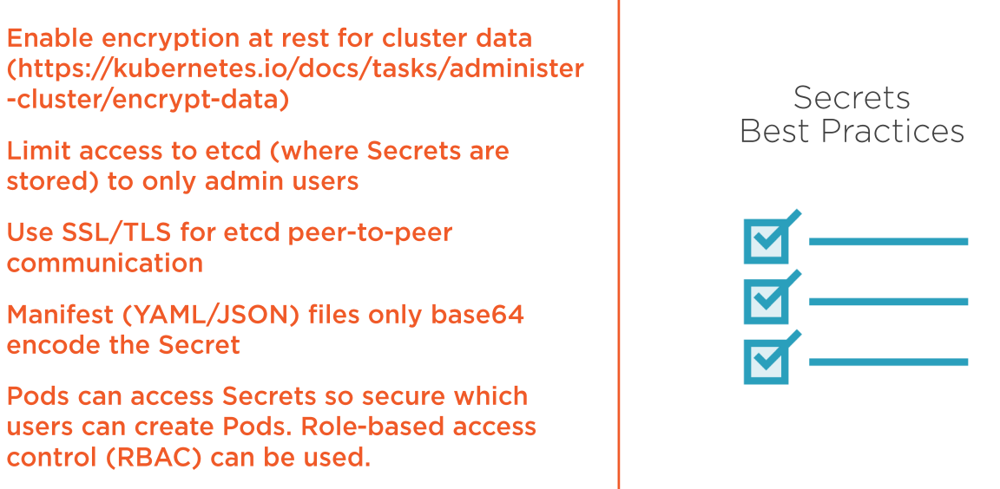 Enable encryption at rest for cluster data
(https://kubernetes.io/docs/tasks/administer
-cluster/encrypt-data)
Limit access to etcd (where Secrets are
stored) to only admin users
Use SSL/TLS for etcd peer-to-peer
communication
Manifest (YAML/JSON) files only base64
encode the Secret
Pods can access Secrets so secure which
users can create Pods. Role-based access
control (RBAC) can be used.
Secrets
Best Practices